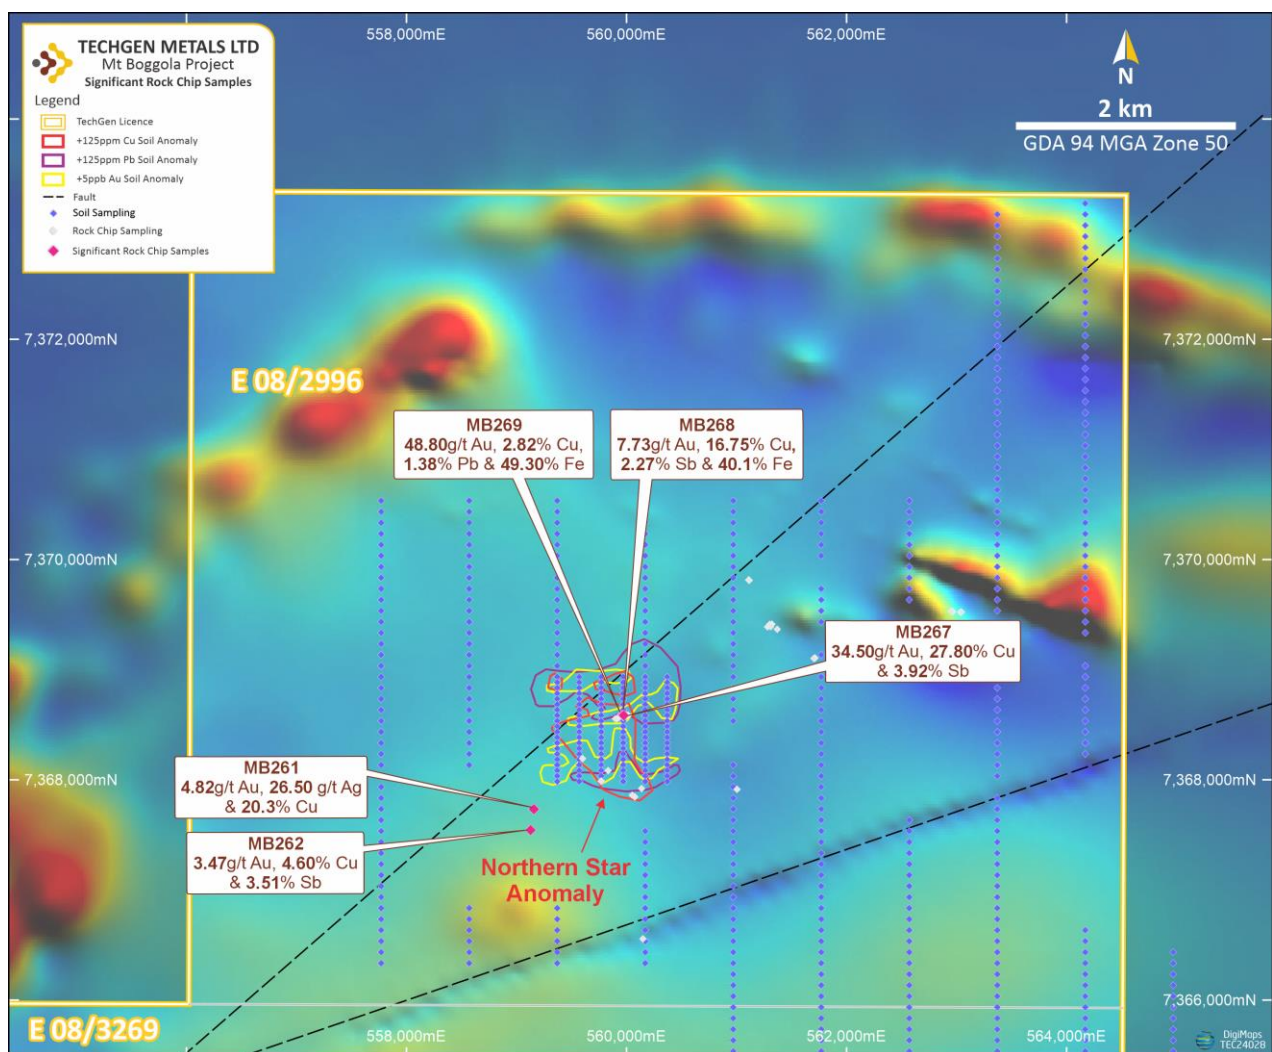 TECHGEN METALS LTD
Mt Boggola Project
Significant Rock Chip Samples
Legend
TechGen Licence
+125ppm Cu Soil Anomaly
+125ppm Pb Soil Anomaly
+5ppb Au Soil Anomaly
Fault
Soil Sampling
Rock Chip Sampling
Significant Rock Chip Samples
558,000mE
560,000mE
562,000mE
N
2 km
GDA 94 MGA Zone 50
7,372,000mN
7,372,000mN
E 08/2996
MB269
48.80g/t Au, 2.82% Cu,
1.38% Pb & 49.30% Fe
MB268
7.73g/t Au, 16.75% Cu,
2.27% Sb & 40.1% Fe
7,370,000mN
7,370,000mN
MB267
34.50g/t Au, 27.80% Cu
& 3.92% Sb
7,368,000mN
7,368,000mN
MB261
4.82g/t Au, 26.50 g/t Ag
& 20.3% Cu
MB262
3.47g/t Au, 4.60% Cu
& 3.51% Sb
Northern Star
Anomaly
7,366,000mN
E 08/3269
558,000mE
560,000mE
562,000mE
564,000mE
DigiMaps
TEC24028